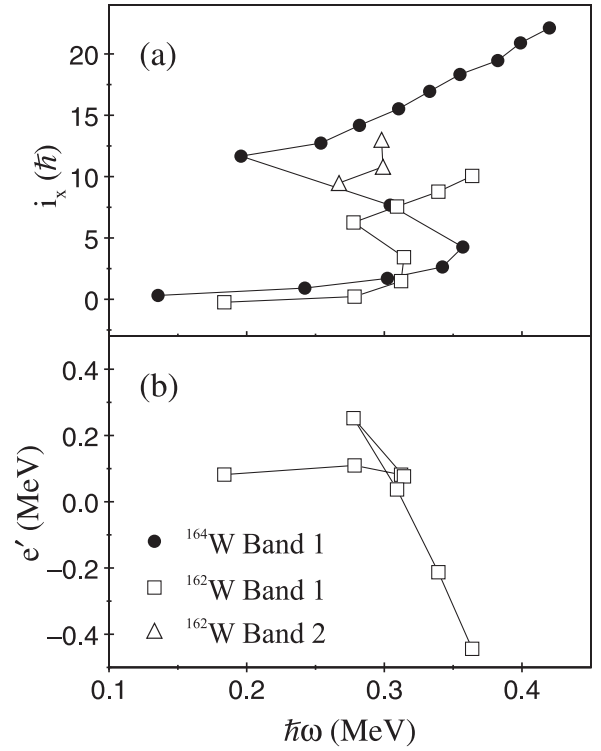 (a)
20
15
10
5
0
i_x (ħ)
(b)
0.4
0.2
0.0
−0.2
−0.4
e′ (MeV)
¹⁶⁴W Band 1
¹⁶²W Band 1
¹⁶²W Band 2
0.1 0.2 0.3 0.4
ħω (MeV)